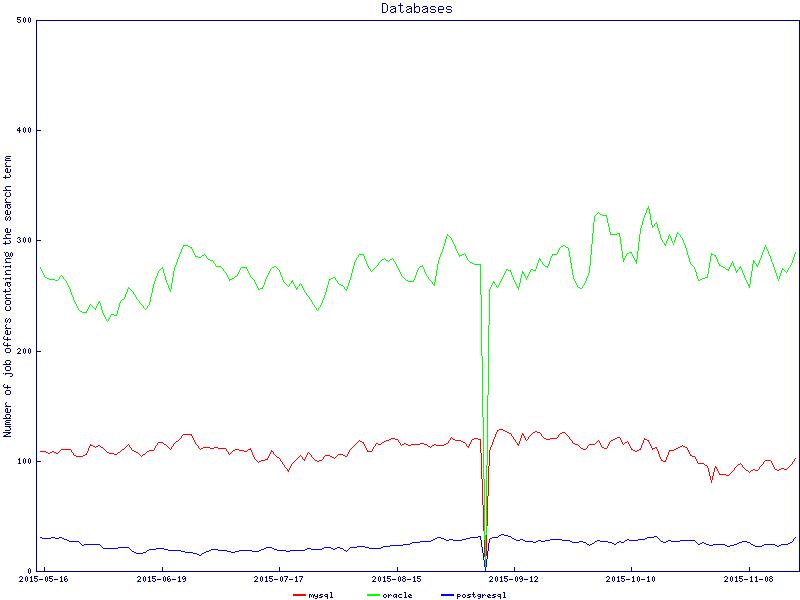 Databases
Number of job offers containing the search term
500
400
300
200
100
0
2015-05-16 2015-06-19 2015-07-17 2015-08-15 2015-09-12 2015-10-10 2015-11-08
mysql oracle postgresql